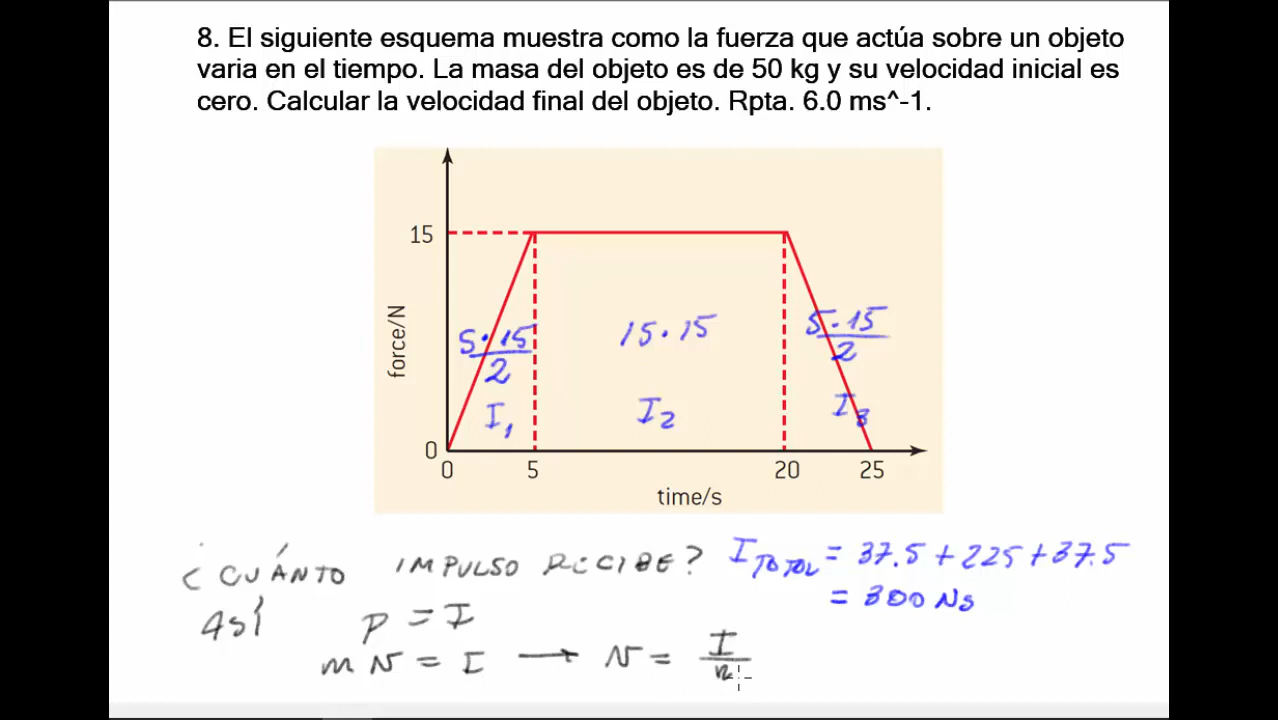 8. El siguiente esquema muestra como la fuerza que actúa sobre un objeto
varia en el tiempo. La masa del objeto es de 50 kg y su velocidad inicial es
cero. Calcular la velocidad final del objeto. Rpta. 6.0 ms^-1.
15
force/N
5·15/2
15·15
5·15/2
I1
I2
I3
0
0 5 20 25
time/s
¿CUÁNTO IMPULSO RECIBE? ITOTAL = 37.5 + 225 + 37.5
= 300 Ns
ASÍ p = I
m v = I → v = I/m